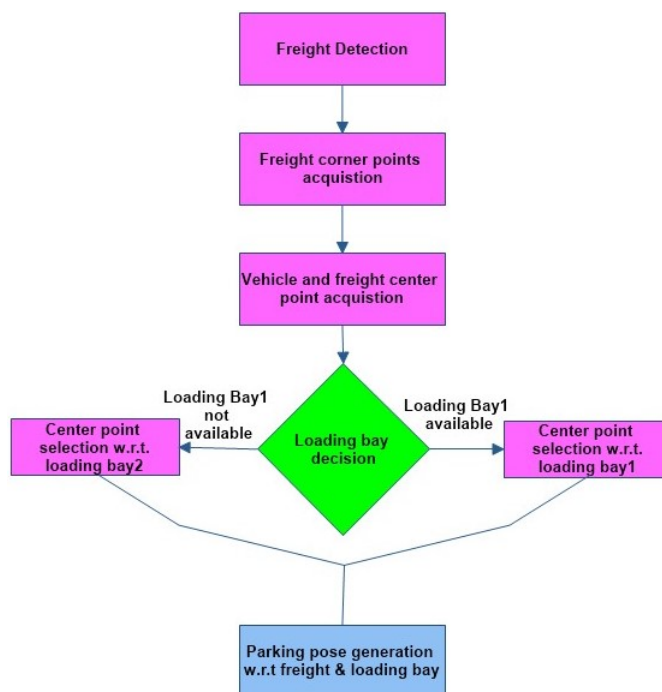 Freight Detection
Freight corner points
acquistion
Vehicle and freight center
point acquistion
Loading Bay1
not
available
Loading Bay1
available
Center point
selection w.r.t.
loading bay2
Loading bay
decision
Center point
selection w.r.t.
loading bay1
Parking pose generation
w.r.t freight & loading bay